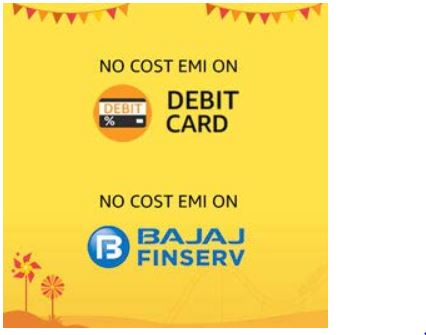 NO COST EMI ON
DEBIT
%
DEBIT
CARD
NO COST EMI ON
B
BAJAJ
FINSERV